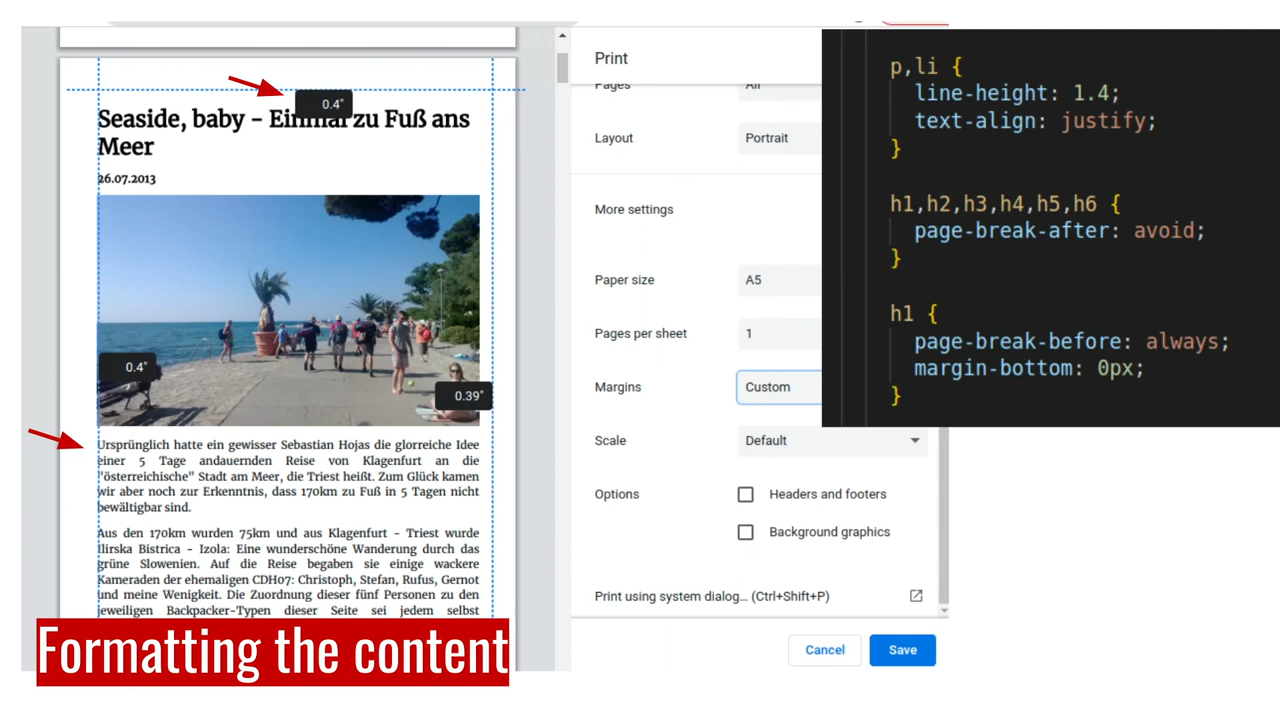 0.4"
Seaside, baby – Einmal zu Fuß ans
Meer
26.07.2013
0.4"
0.39"
Ursprünglich hatte ein gewisser Sebastian Hojas die glorreiche Idee
einer 5 Tage andauernden Reise von Klagenfurt an die
"österreichische" Stadt am Meer, die Triest heißt. Zum Glück kamen
wir aber noch zur Erkenntnis, dass 170km zu Fuß in 5 Tagen nicht
bewältigbar sind.
Aus den 170km wurden 75km und aus Klagenfurt - Triest wurde
Ilirska Bistrica - Izola: Eine wunderschöne Wanderung durch das
grüne Slowenien. Auf die Reise begaben sie einige wackere
Kameraden der ehemaligen CDH07: Christoph, Stefan, Rufus, Gernot
und meine Wenigkeit. Die Zuordnung dieser fünf Personen zu den
jeweiligen Backpacker-Typen dieser Seite sei jedem selbst
Formatting the content
Print
Pages All
Layout Portrait
More settings
Paper size A5
Pages per sheet 1
Margins Custom
Scale Default
Options Headers and footers
Background graphics
Print using system dialog... (Ctrl+Shift+P)
Cancel Save
p,li {
line-height: 1.4;
text-align: justify;
}
h1,h2,h3,h4,h5,h6 {
page-break-after: avoid;
}
h1 {
page-break-before: always;
margin-bottom: 0px;
}